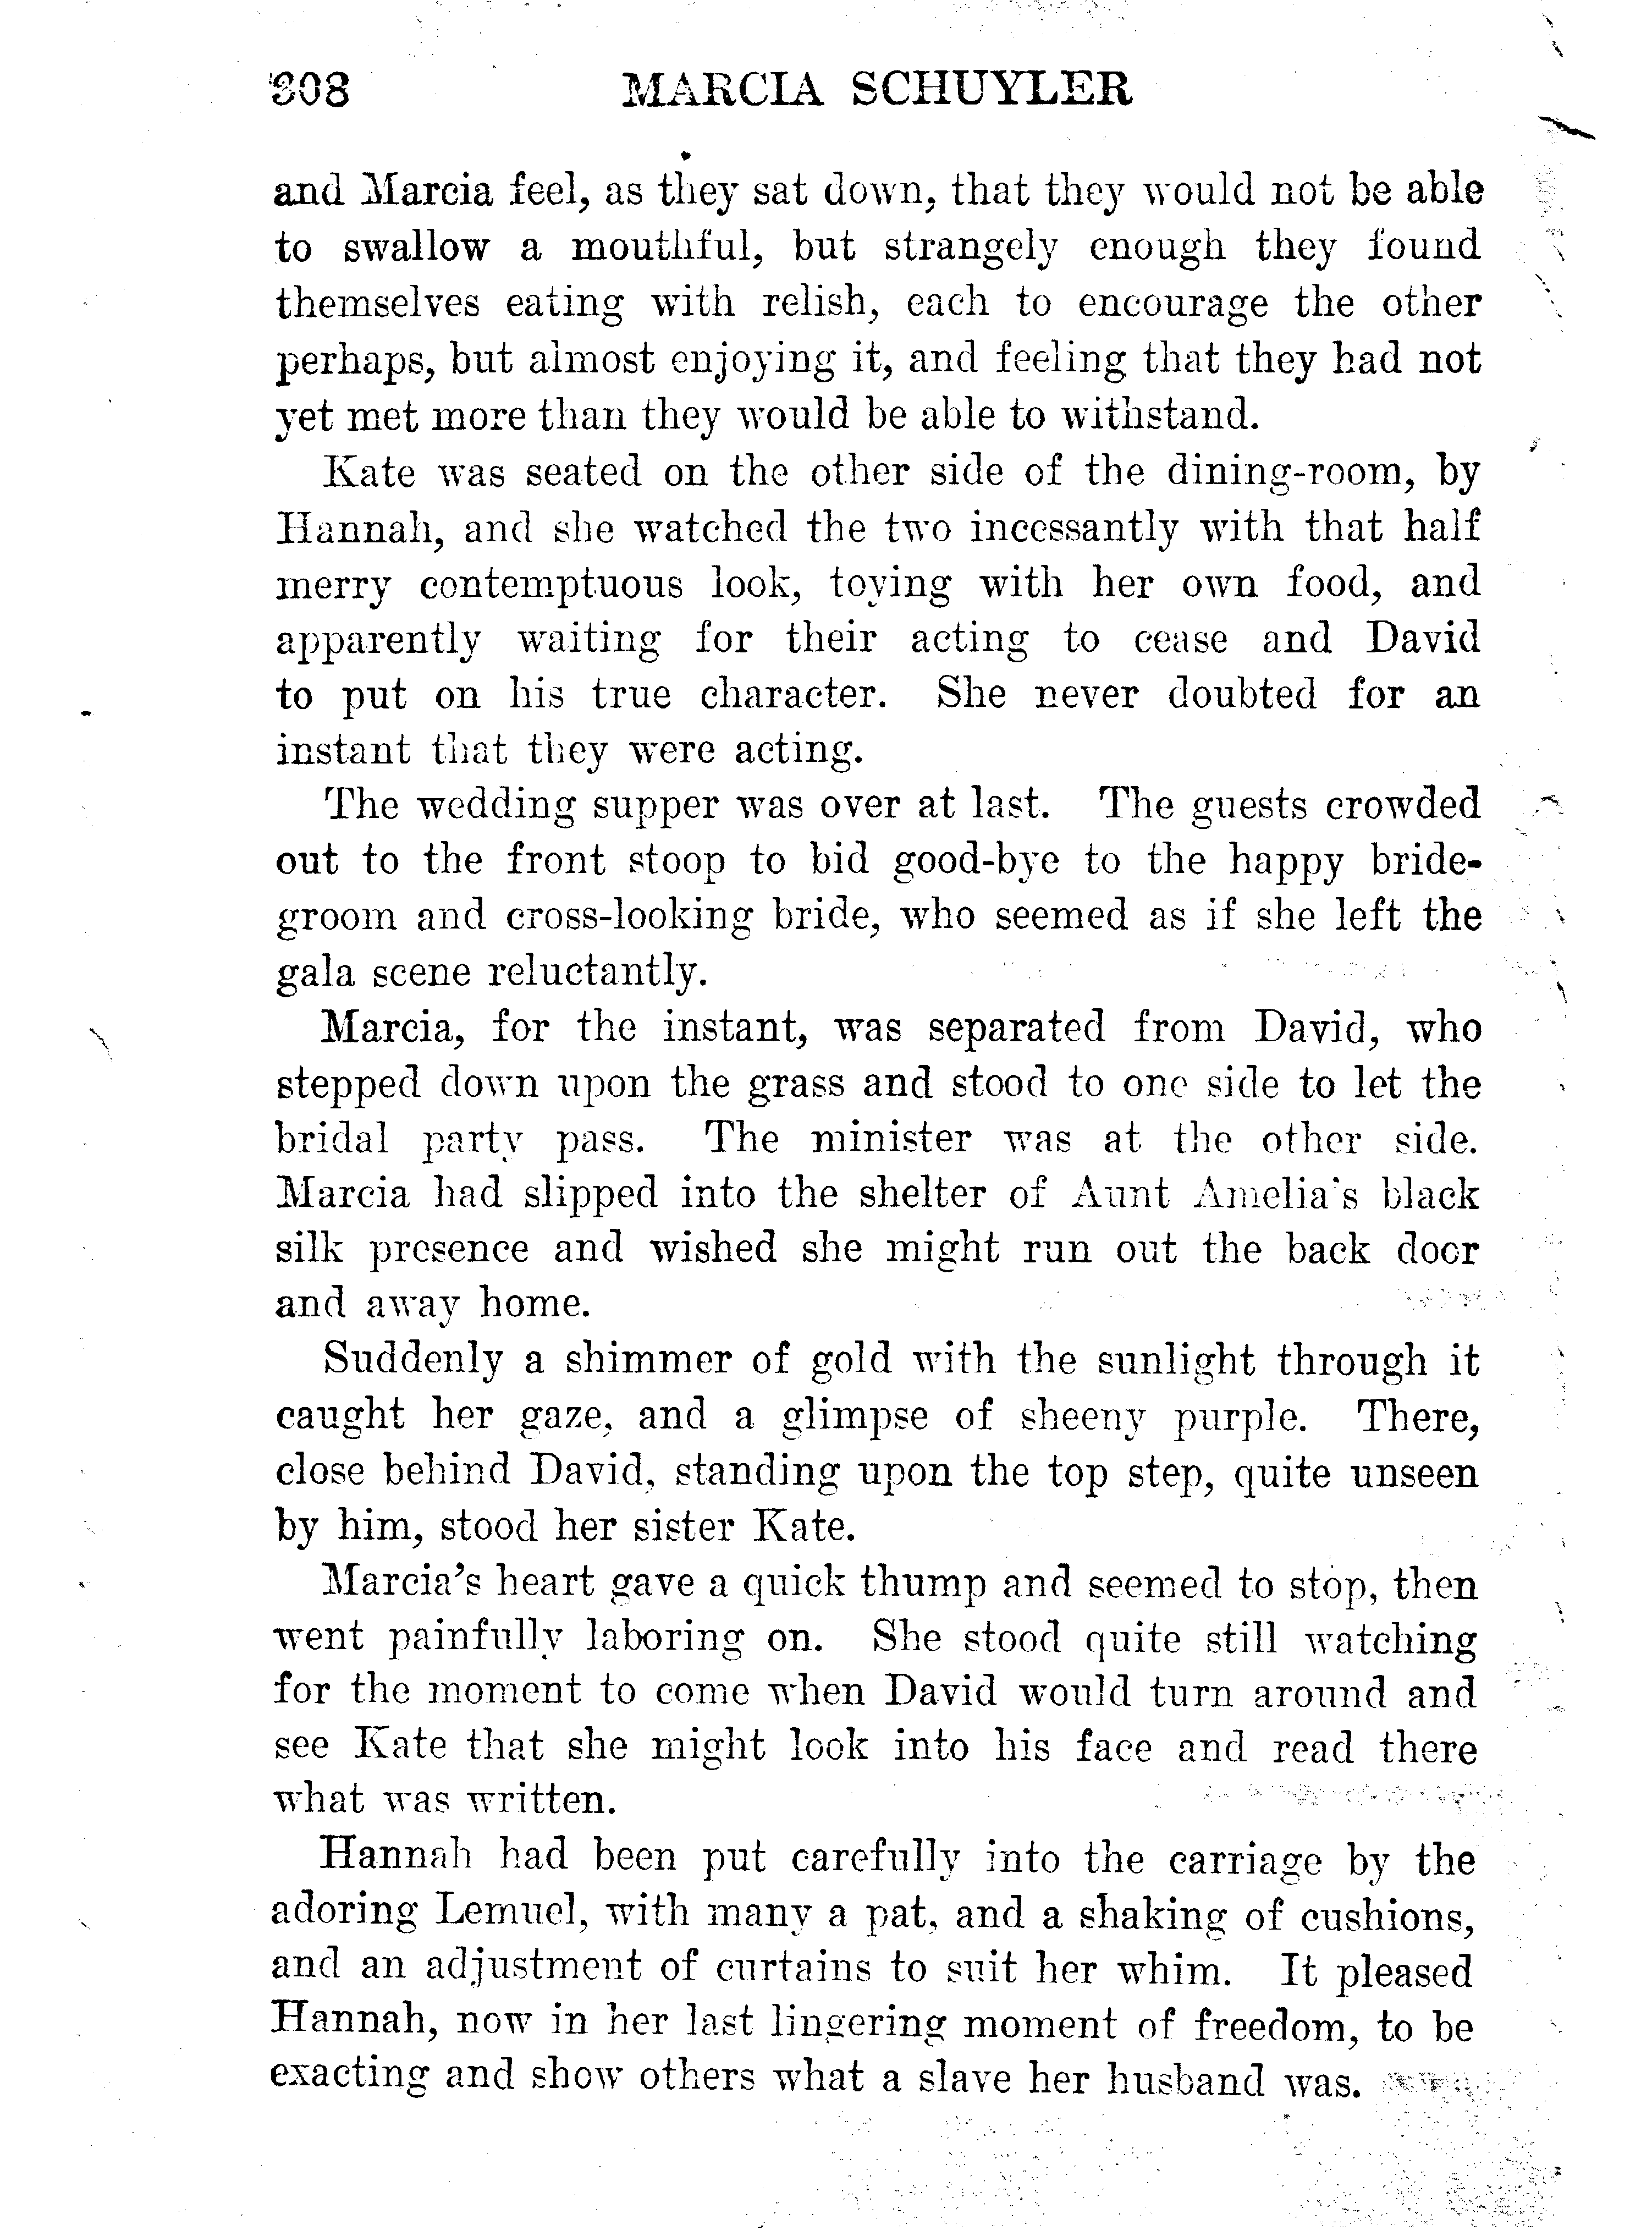 308 MARCIA SCHUYLER
and Marcia feel, as they sat down, that they would not be able
to swallow a mouthful, but strangely enough they found
themselves eating with relish, each to encourage the other
perhaps, but almost enjoying it, and feeling that they had not
yet met more than they would be able to withstand.
Kate was seated on the other side of the dining-room, by
Hannah, and she watched the two incessantly with that half
merry contemptuous look, toying with her own food, and
apparently waiting for their acting to cease and David
to put on his true character. She never doubted for an
instant that they were acting.
The wedding supper was over at last. The guests crowded
out to the front stoop to bid good-bye to the happy bride-
groom and cross-looking bride, who seemed as if she left the
gala scene reluctantly.
Marcia, for the instant, was separated from David, who
stepped down upon the grass and stood to one side to let the
bridal party pass. The minister was at the other side.
Marcia had slipped into the shelter of Aunt Amelia's black
silk presence and wished she might run out the back door
and away home.
Suddenly a shimmer of gold with the sunlight through it
caught her gaze, and a glimpse of sheeny purple. There,
close behind David, standing upon the top step, quite unseen
by him, stood her sister Kate.
Marcia's heart gave a quick thump and seemed to stop, then
went painfully laboring on. She stood quite still watching
for the moment to come when David would turn around and
see Kate that she might look into his face and read there
what was written.
Hannah had been put carefully into the carriage by the
adoring Lemuel, with many a pat, and a shaking of cushions,
and an adjustment of curtains to suit her whim. It pleased
Hannah, now in her last lingering moment of freedom, to be
exacting and show others what a slave her husband was.